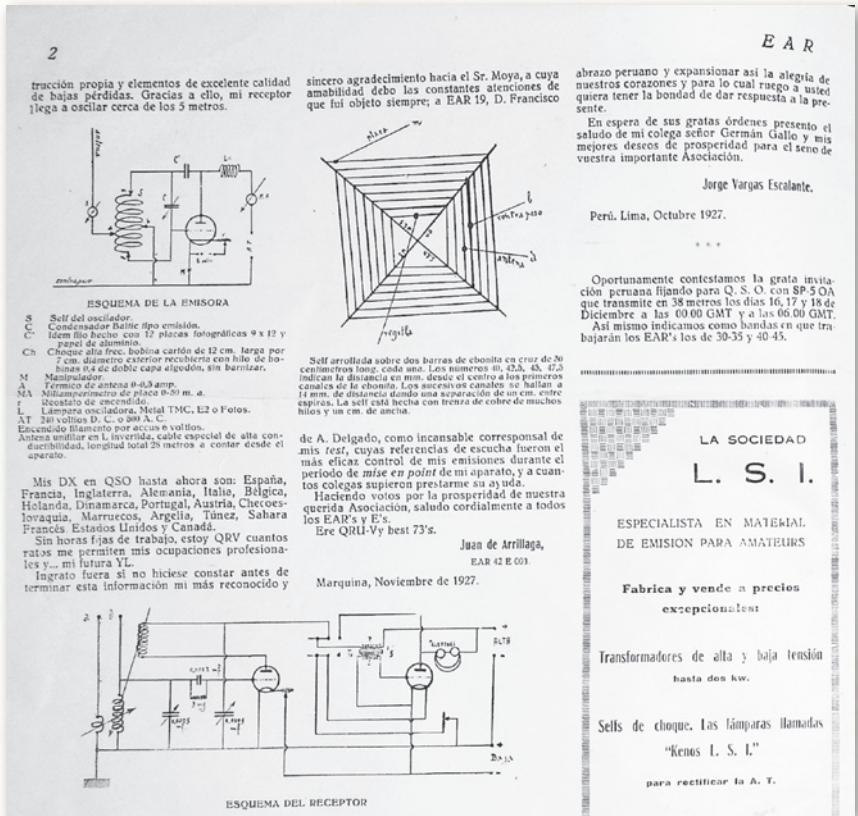 2
EAR
trucción propia y elementos de excelente calidad
de bajas pérdidas. Gracias a ello, mi receptor
llega a oscilar cerca de los 5 metros.
ESQUEMA DE LA EMISORA
S Self del oscilador.
C Condensador Baltic tipo emisión.
C' Idem fijo hecho con 12 placas fotográficas 9 x 12 y
papel de aluminio.
Ch Choque alta frec. bobina cartón de 12 cm. larga por
7 cm. diámetro exterior recubierta con hilo de bo-
binas 0,4 de doble capa algodón, sin barnizar.
M Manipulador.
A Térmico de antena 0-0,5 amp.
MA Miliamperímetro de placa 0-50 m. a.
r Reostato de encendido.
L Lámpara osciladora. Metal TMC, E2 o Fotos.
AT 240 voltios D. C. o 500 A. C.
Encendido filamento por accus 6 voltios.
Antena unifilar en L invertida, cable especial de alta con-
ductibilidad, longitud total 28 metros a contar desde el
aparato.
Mis DX en QSO hasta ahora son: España,
Francia, Inglaterra, Alemania, Italia, Bélgica,
Holanda, Dinamarca, Portugal, Austria, Checoes-
lovaquia, Marruecos, Argelia, Túnez, Sahara
Francés, Estados Unidos y Canadá.
Sin horas fijas de trabajo, estoy QRV cuantos
ratos me permiten mis ocupaciones profesiona-
les y... mi futura YL.
Ingrato fuera si no hiciese constar antes de
terminar esta información mi más reconocido y
sincero agradecimiento hacia el Sr. Moya, a cuya
amabilidad debo las constantes atenciones de
que fui objeto siempre; a EAR 19, D. Francisco
placa
contrapeso
antena
rejilla
Self arrollada sobre dos barras de ebonita en cruz de 20
centímetros long. cada una. Los números 40, 42,5, 45, 47,5
indican la distancia en mm. desde el centro a los primeros
canales de la ebonita. Los sucesivos canales se hallan a
14 mm. de distancia dando una separación de un cm. entre
espiras. La self está hecha con trenza de cobre de muchos
hilos y un cm. de ancha.
de A. Delgado, como incansable corresponsal de
mis test, cuyas referencias de escucha fueron el
más eficaz control de mis emisiones durante el
período de mise en point de mi aparato, y a cuan-
tos colegas supieron prestarme su ayuda.
Haciendo votos por la prosperidad de nuestra
querida Asociación, saludo cordialmente a todos
los EAR's y E's.
Ere QRU-Vy best 73's.
Juan de Arrillaga,
EAR 42 E 001.
Marquina, Noviembre de 1927.
ALTA
Baja
ESQUEMA DEL RECEPTOR
abrazo peruano y expansionar así la alegría de
nuestros corazones y para lo cual ruego a usted
quiera tener la bondad de dar respuesta a la pre-
sente.
En espera de sus gratas órdenes presento el
saludo de mi colega señor Germán Gallo y mis
mejores deseos de prosperidad para el seno de
vuestra importante Asociación.
Jorge Vargas Escalante.
Perú. Lima, Octubre 1927.
* * *
Oportunamente contestamos la grata invita-
ción peruana fijando para Q. S. O. con SP-5 OA
que transmite en 38 metros los días 16, 17 y 18 de
Diciembre a las 00.00 GMT y a las 06.00 GMT.
Así mismo indicamos como bandas en que tra-
bajarán los EAR's los de 30-35 y 40-45.
LA SOCIEDAD
L. S. I.
ESPECIALISTA EN MATERIAL
DE EMISION PARA AMATEURS
Fabrica y vende a precios
excepcionales:
Transformadores de alta y baja tensión
hasta dos kw.
Selfs de choque. Las lámparas llamadas
"Kenos L. S. I."
para rectificar la A. T.